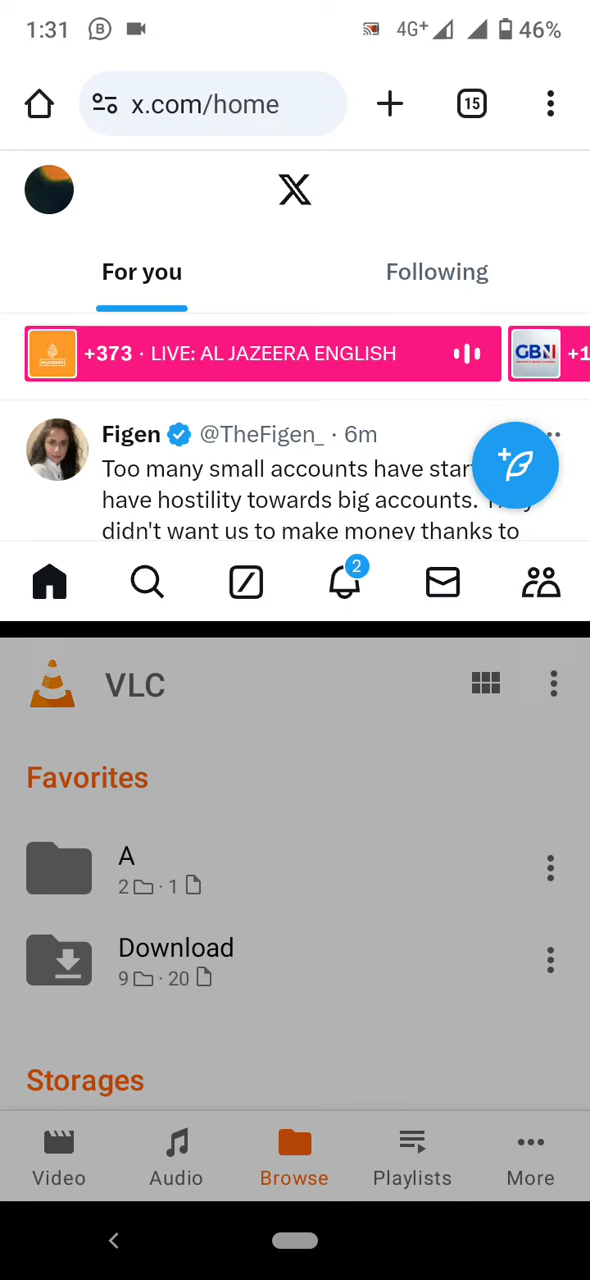 1:31 B 4G+ 46%
x.com/home 15
X
For you Following
+373 · LIVE: AL JAZEERA ENGLISH GBN +1
Figen @TheFigen_ · 6m
Too many small accounts have star
have hostility towards big accounts.
didn't want us to make money thanks to
2
VLC
Favorites
A
2 · 1
Download
9 · 20
Storages
Video Audio Browse Playlists More